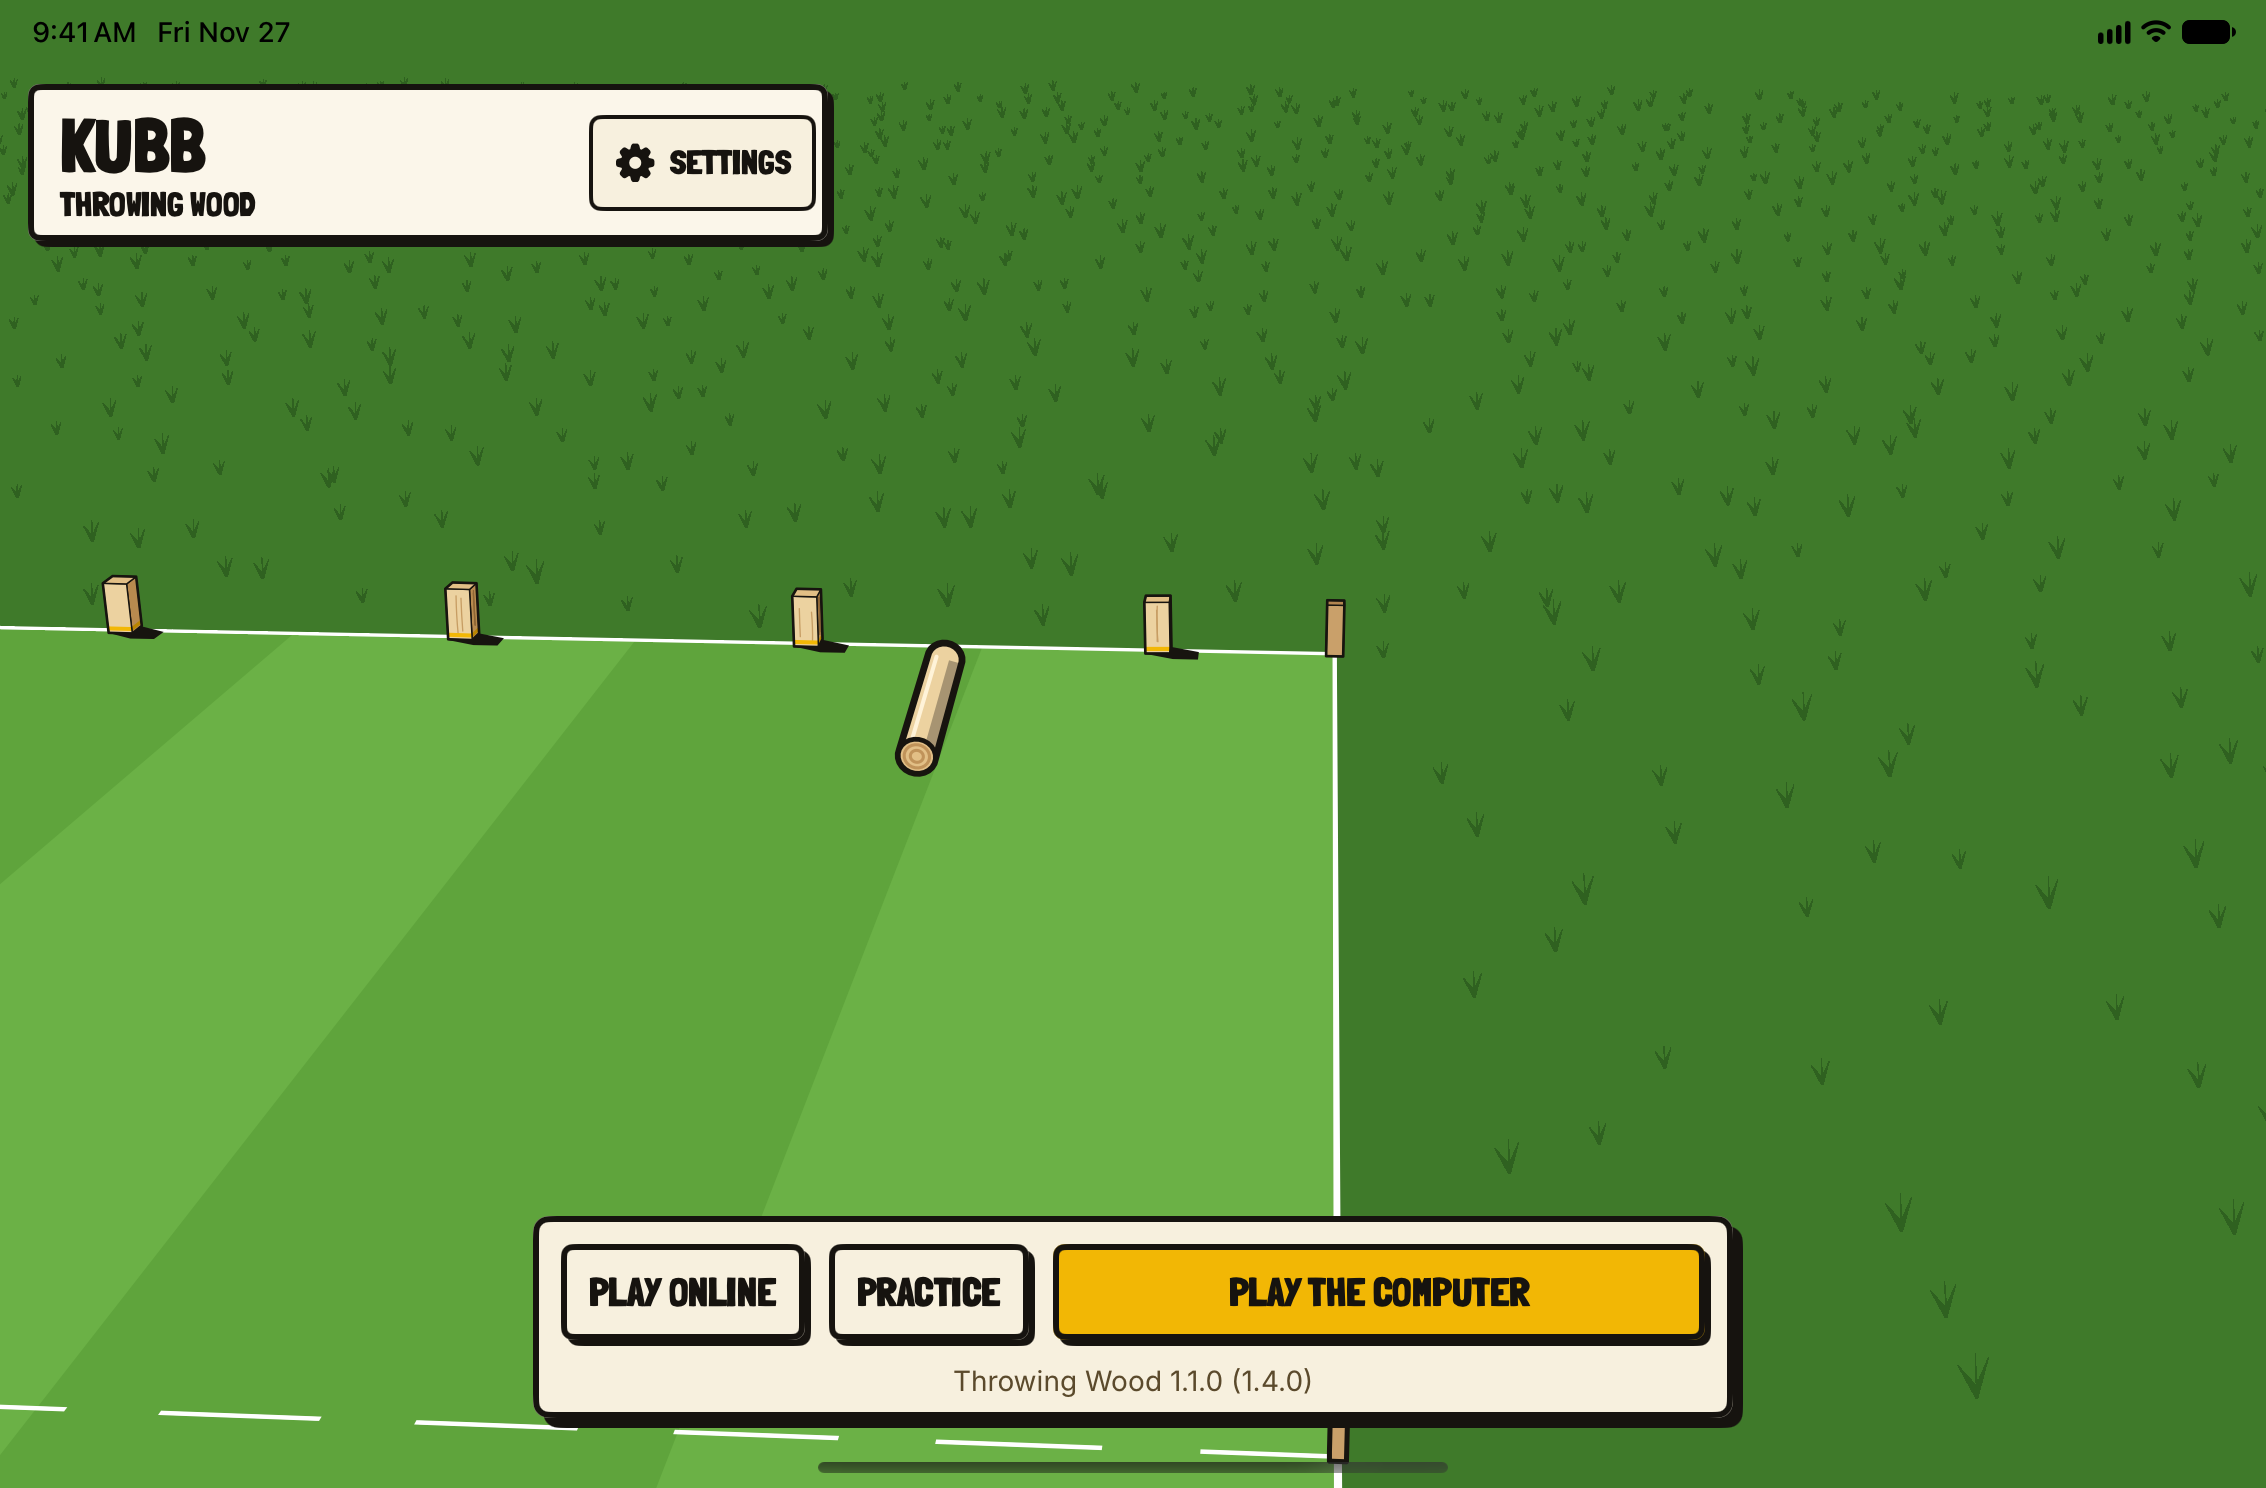 9:41 AM Fri Nov 27
KUBB
THROWING WOOD
SETTINGS
PLAY ONLINE
PRACTICE
PLAY THE COMPUTER
Throwing Wood 1.1.0 (1.4.0)